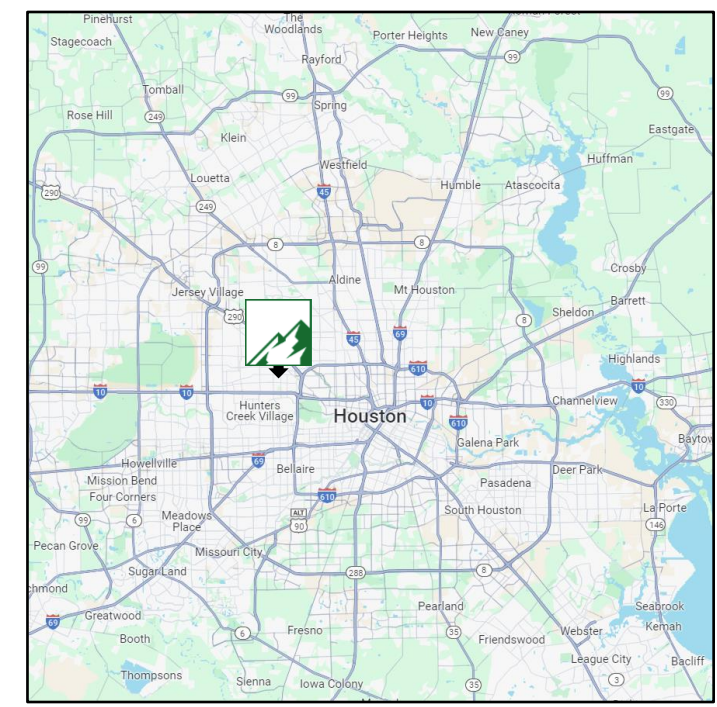 Pinehurst
The
Woodlands
Porter Heights
New Caney
Stagecoach
Rayford
99
Tomball
99
Spring
99
Rose Hill
249
Eastgate
Klein
Westfield
Huffman
Louetta
290
45
Humble
Atascocita
249
8
8
99
Crosby
Aldine
Jersey Village
Mt Houston
Barrett
290
Sheldon
8
45
69
Highlands
610
10
10
10
330
Hunters
Creek Village
10
Channelview
Houston
610
Galena Park
Baytow
Howellville
69
Bellaire
Deer Park
Mission Bend
Pasadena
Four Corners
610
South Houston
La Porte
99
6
Meadows
Place
ALT
90
146
Pecan Grove
Missouri City
Sugar Land
288
8
chmond
Greatwood
Pearland
Seabrook
69
Kemah
Booth
6
Fresno
35
Friendswood
Webster
League City
Bacliff
Thompsons
Sienna
Iowa Colony
35
3